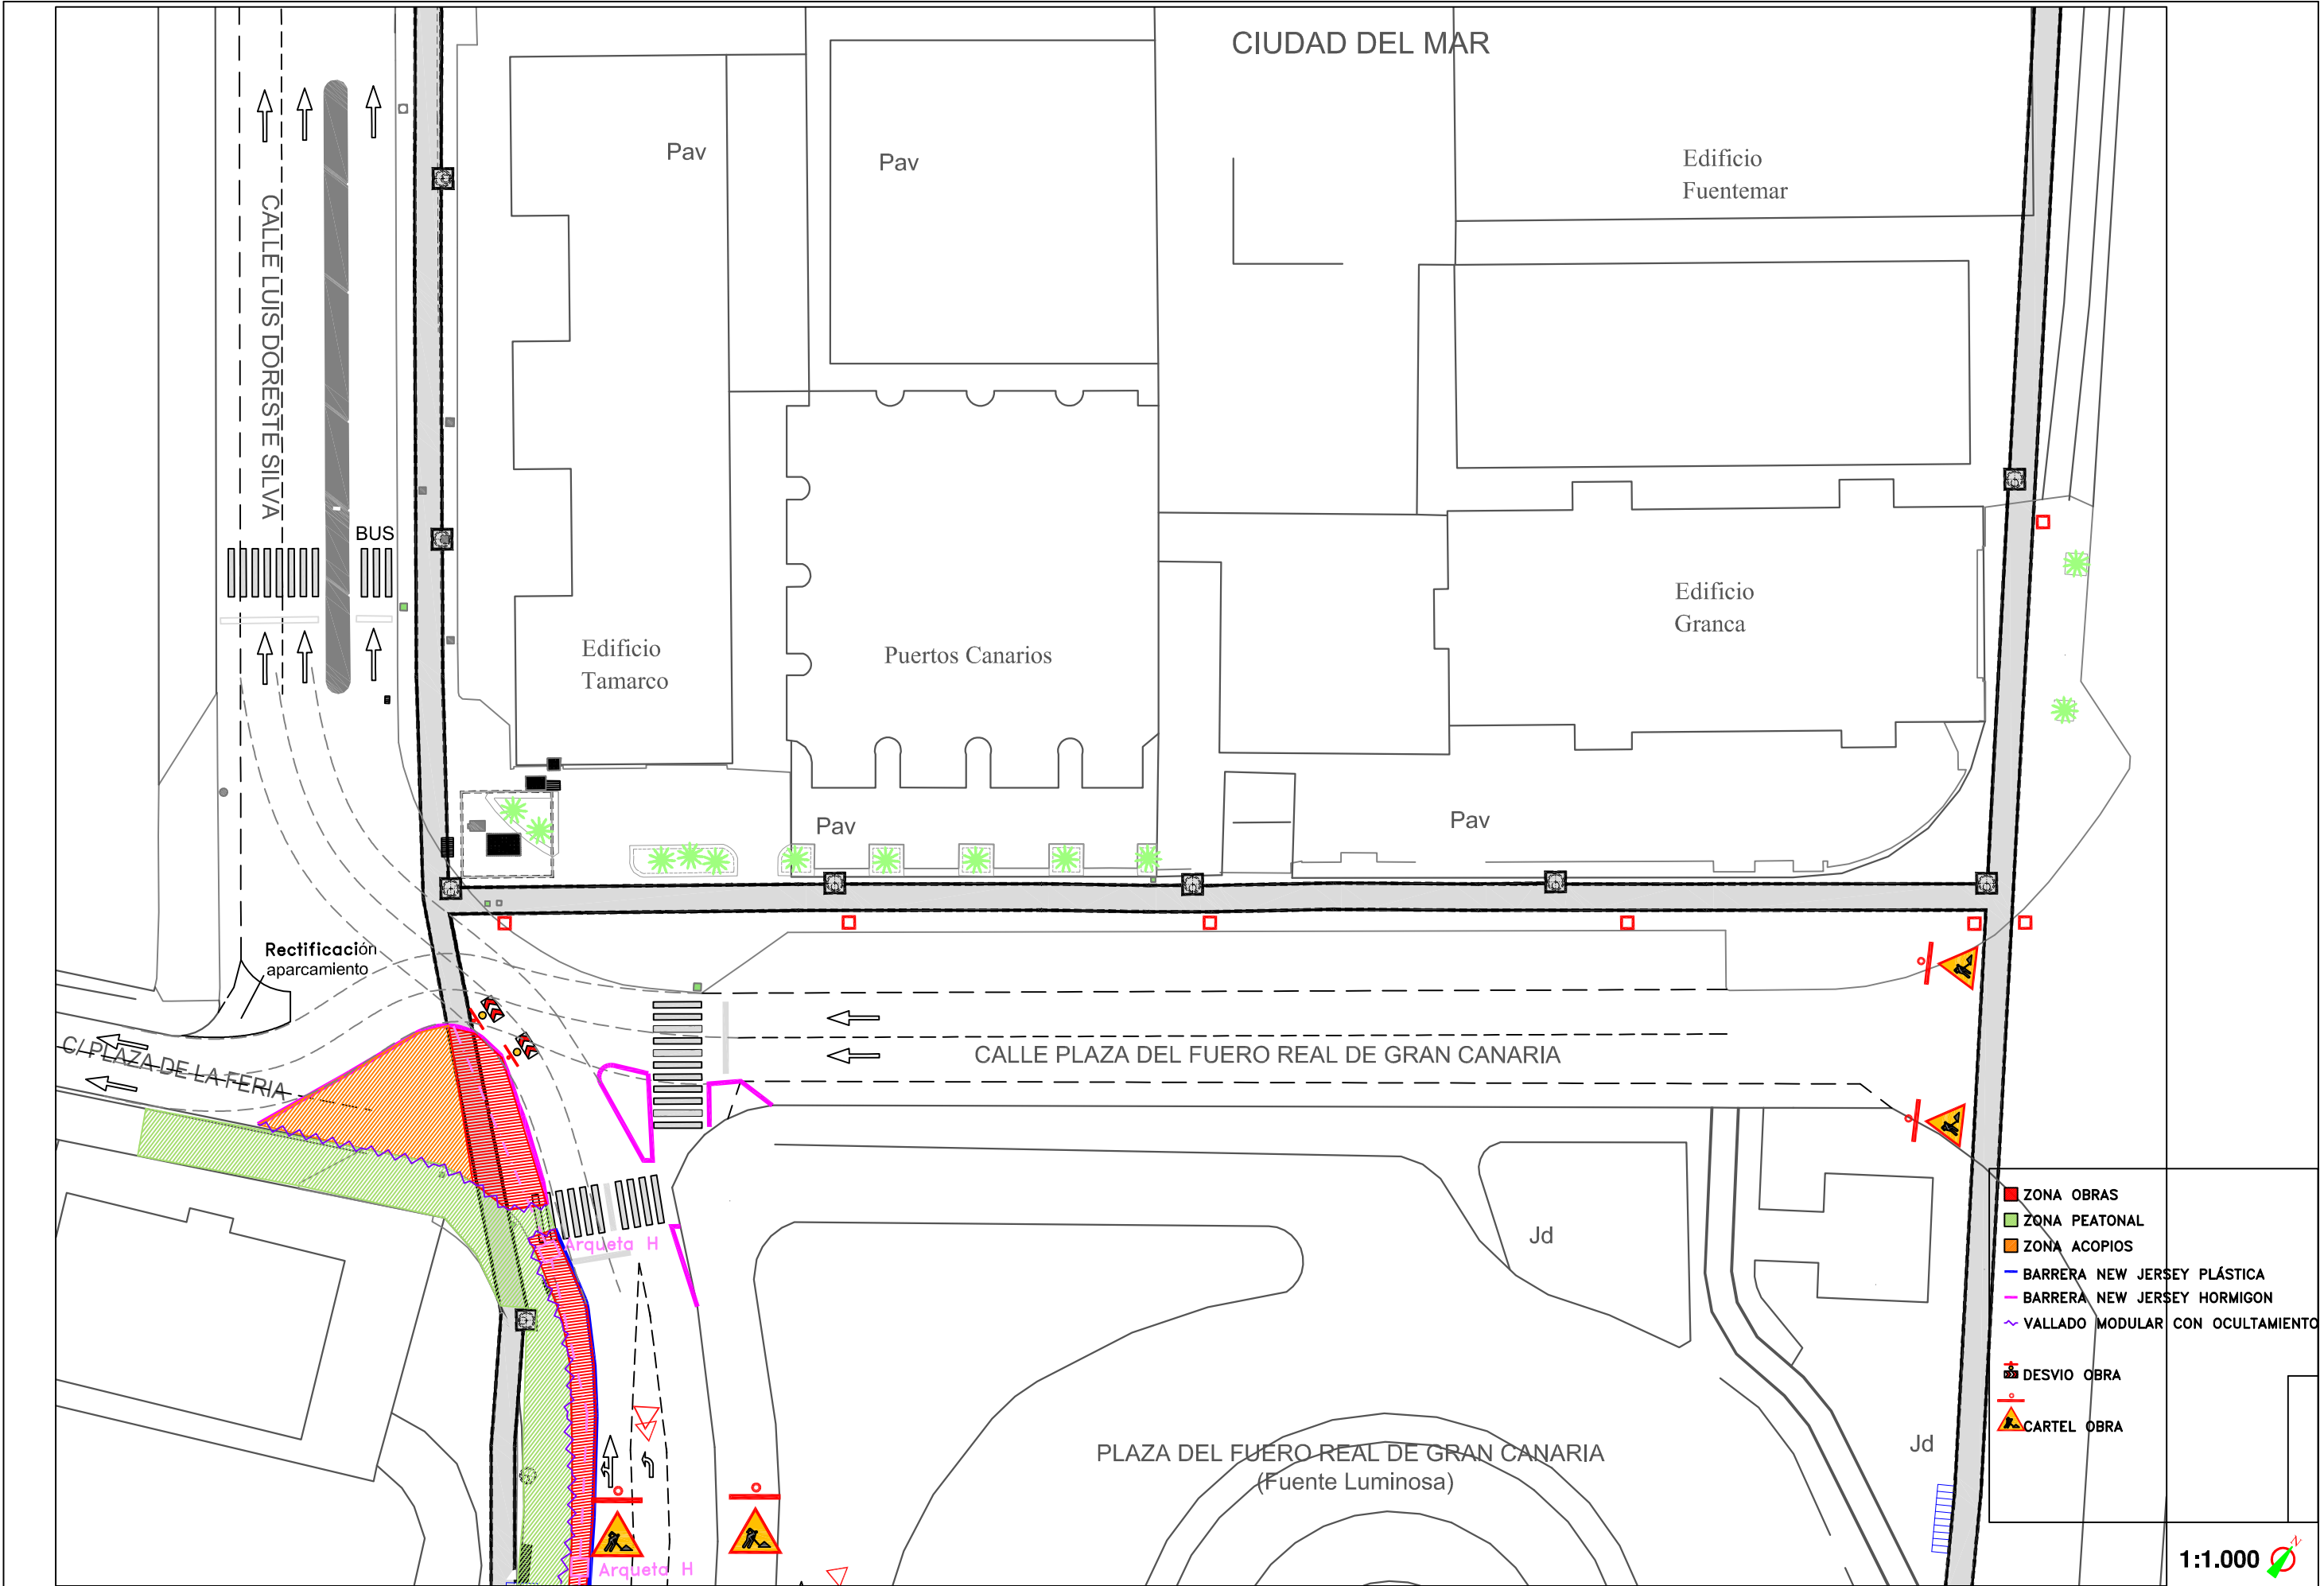 CIUDAD DEL MAR
Pav
Pav
Edificio
Fuentemar
CALLE LUIS DORESTE SILVA
BUS
Edificio
Tamarco
Puertos Canarios
Edificio
Granca
Pav
Pav
Rectificación
aparcamiento
C/ PLAZA DE LA FERIA
CALLE PLAZA DEL FUERO REAL DE GRAN CANARIA
Arqueta H
Jd
PLAZA DEL FUERO REAL DE GRAN CANARIA
(Fuente Luminosa)
Jd
Arqueta H
ZONA OBRAS
ZONA PEATONAL
ZONA ACOPIOS
BARRERA NEW JERSEY PLÁSTICA
BARRERA NEW JERSEY HORMIGON
VALLADO MODULAR CON OCULTAMIENTO
DESVIO OBRA
CARTEL OBRA
1:1.000
N